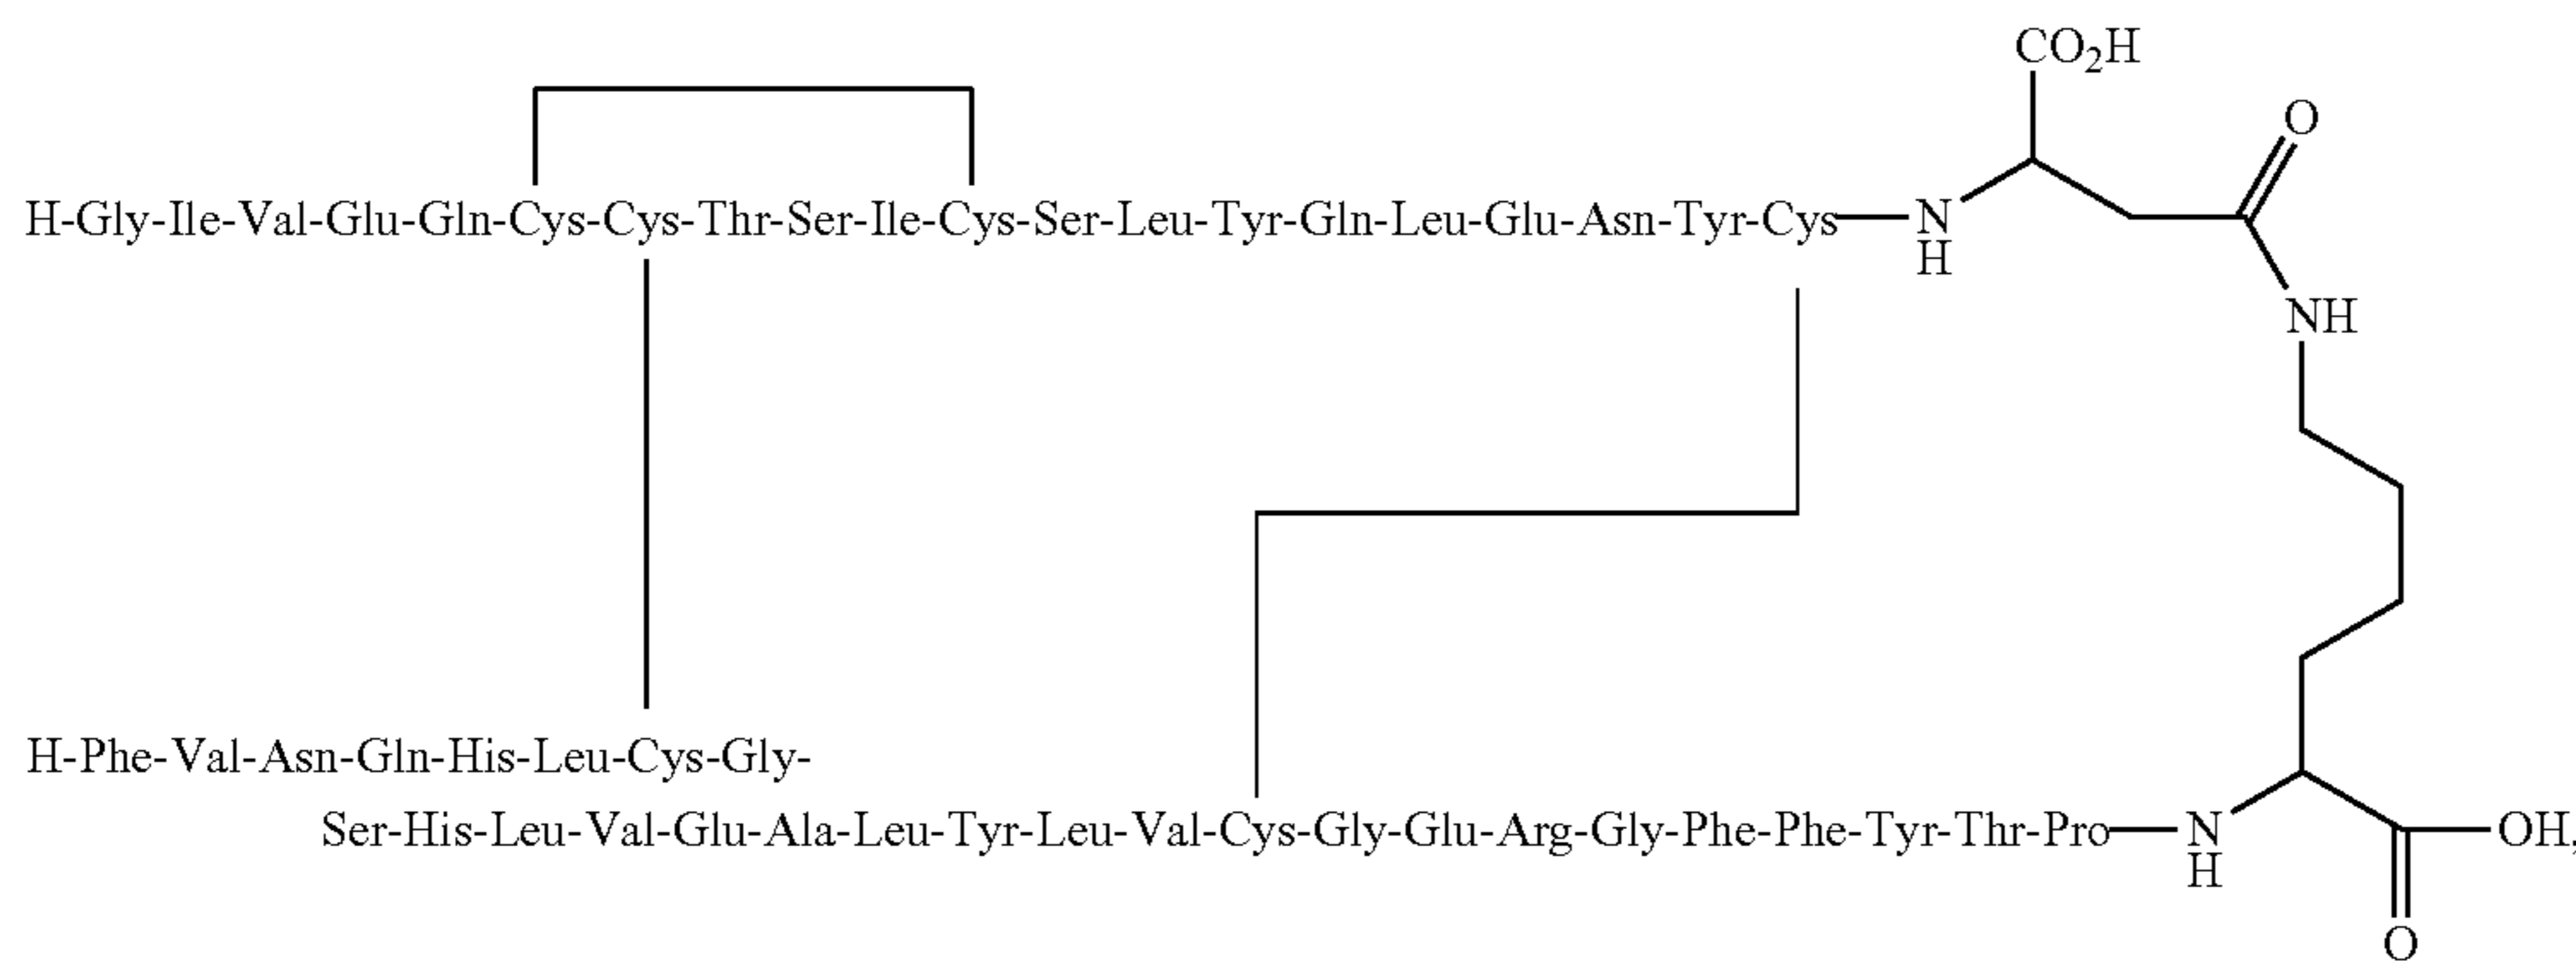 CO₂H
O
H-Gly-Ile-Val-Glu-Gln-Cys-Cys-Thr-Ser-Ile-Cys-Ser-Leu-Tyr-Gln-Leu-Glu-Asn-Tyr-Cys—N
H
NH
H-Phe-Val-Asn-Gln-His-Leu-Cys-Gly-
Ser-His-Leu-Val-Glu-Ala-Leu-Tyr-Leu-Val-Cys-Gly-Glu-Arg-Gly-Phe-Phe-Tyr-Thr-Pro—N
OH,
H
O